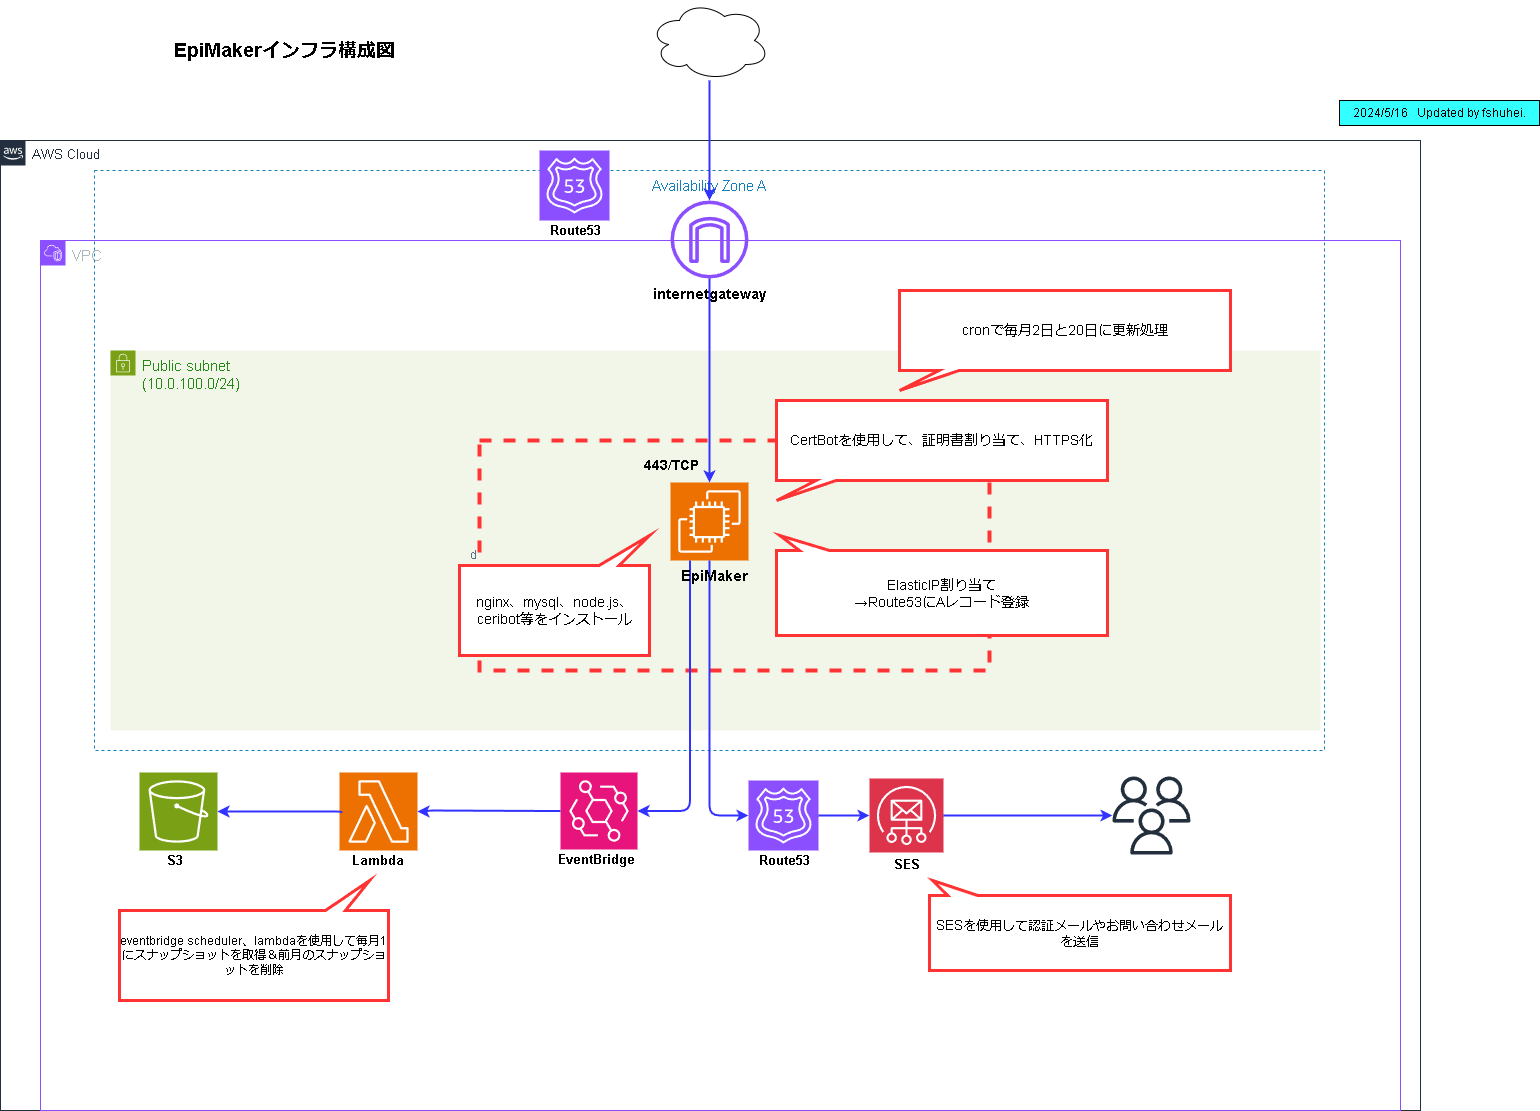 EpiMakerインフラ構成図
2024/5/16 Updated by fshuhei.
aws
AWS Cloud
53
Route53
Availability Zone A
VPC
internetgateway
cronで毎月2日と20日に更新処理
Public subnet
(10.0.100.0/24)
CertBotを使用して、証明書割り当て、HTTPS化
443/TCP
d
EpiMaker
ElasticIP割り当て
→Route53にAレコード登録
nginx、mysql、node.js、
ceribot等をインストール
S3
Lambda
EventBridge
53
Route53
SES
eventbridge scheduler、lambdaを使用して毎月1
にスナップショットを取得&前月のスナップショ
ットを削除
SESを使用して認証メールやお問い合わせメール
を送信